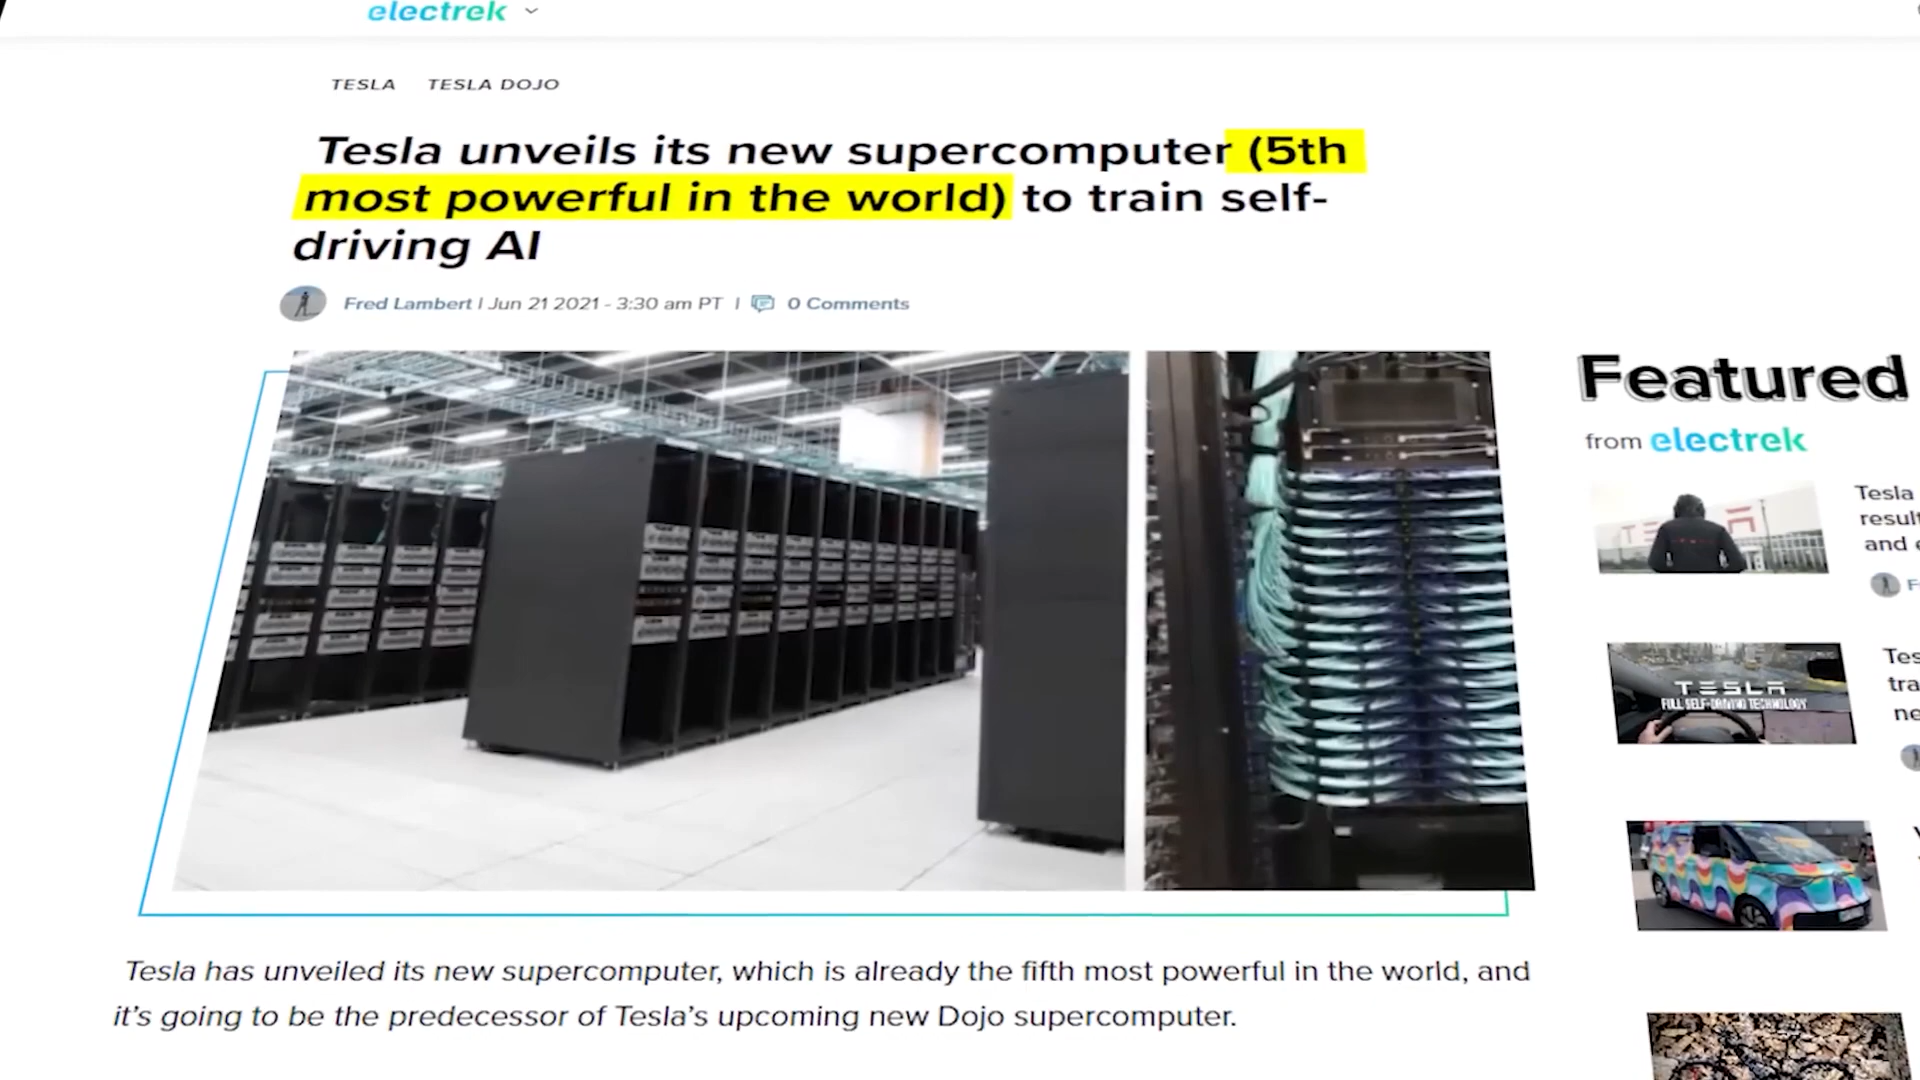 electrek
TESLA TESLA DOJO
Tesla unveils its new supercomputer (5th
most powerful in the world) to train self-
driving AI
Fred Lambert | Jun 21 2021 - 3:30 am PT | 0 Comments
Featured
from electrek
Tesla
and
TESLA
FULL SELF-DRIVING TECHNOLOGY
Tesla has unveiled its new supercomputer, which is already the fifth most powerful in the world, and
it's going to be the predecessor of Tesla's upcoming new Dojo supercomputer.